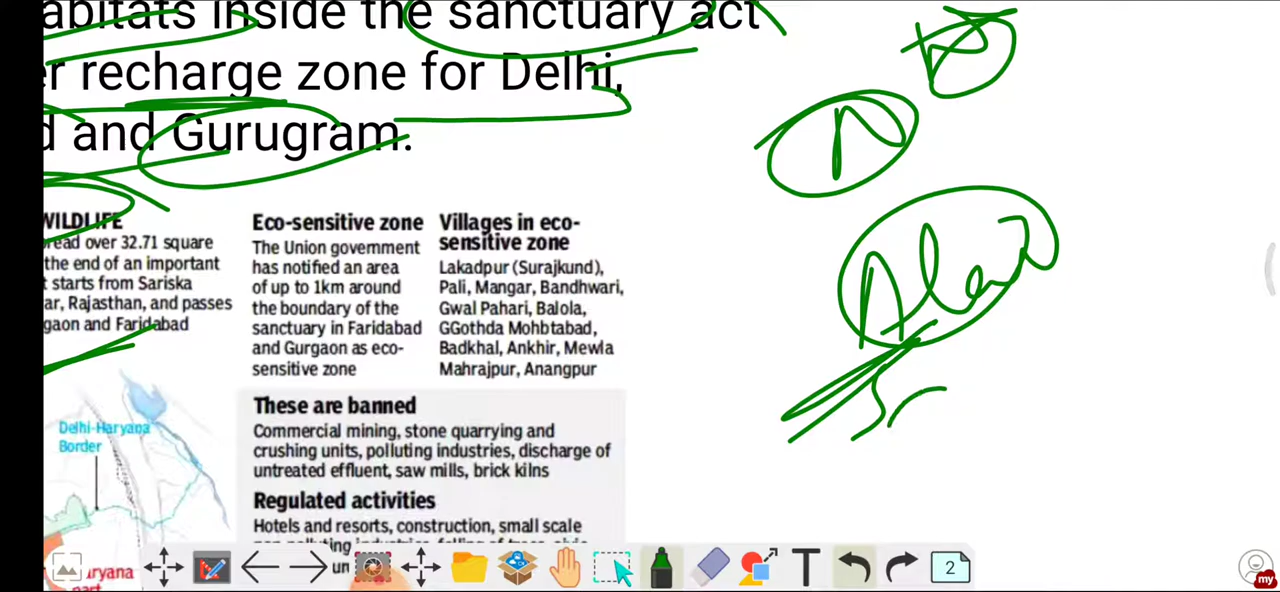 abitats inside the sanctuary act
er recharge zone for Delhi,
d and Gurugram.
WILDLIFE
read over 32.71 square
the end of an important
t starts from Sariska
ar, Rajasthan, and passes
gaon and Faridabad
Eco-sensitive zone
The Union government
has notified an area
of up to 1km around
the boundary of the
sanctuary in Faridabad
and Gurgaon as eco-
sensitive zone
Villages in eco-
sensitive zone
Lakadpur (Surajkund),
Pali, Mangar, Bandhwari,
Gwal Pahari, Balola,
GGothda Mohbtabad,
Badkhal, Ankhir, Mewla
Mahrajpur, Anangpur
These are banned
Commercial mining, stone quarrying and
crushing units, polluting industries, discharge of
untreated effluent, saw mills, brick kilns
Regulated activities
Hotels and resorts, construction, small scale
Delhi-Haryana
Border
aryana
part
T
2
my